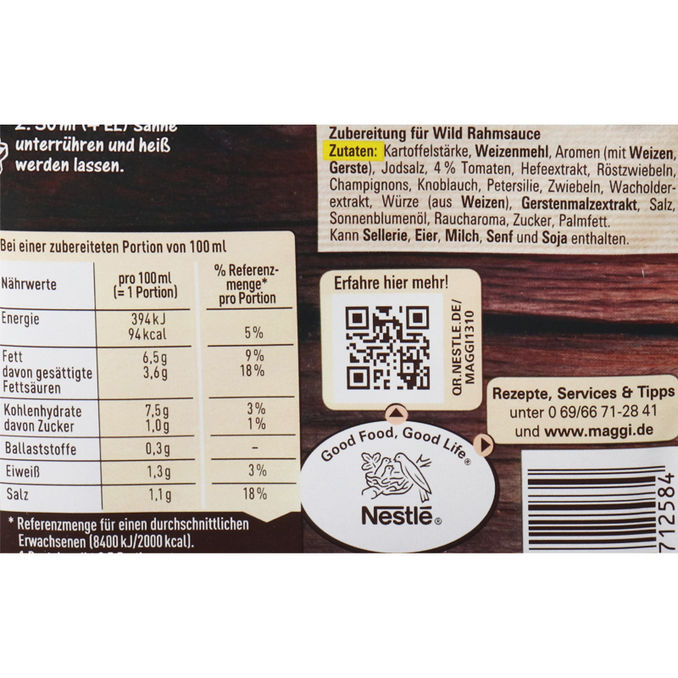 2. 50 ml (4 EL) Sahne
unterrühren und heiß
werden lassen.
Zubereitung für Wild Rahmsauce
Zutaten: Kartoffelstärke, Weizenmehl, Aromen (mit Weizen,
Gerste), Jodsalz, 4 % Tomaten, Hefeextrakt, Röstzwiebeln,
Champignons, Knoblauch, Petersilie, Zwiebeln, Wacholder-
extrakt, Würze (aus Weizen), Gerstenmalzextrakt, Salz,
Sonnenblumenöl, Raucharoma, Zucker, Palmfett.
Kann Sellerie, Eier, Milch, Senf und Soja enthalten.
Bei einer zubereiteten Portion von 100 ml
Nährwerte pro 100 ml (= 1 Portion) % Referenz-menge* pro Portion
Energie 394 kJ
94 kcal 5 %
Fett 6,5 g 9 %
davon gesättigte Fettsäuren 3,6 g 18 %
Kohlenhydrate 7,5 g 3 %
davon Zucker 1,0 g 1 %
Ballaststoffe 0,3 g –
Eiweiß 1,3 g 3 %
Salz 1,1 g 18 %
* Referenzmenge für einen durchschnittlichen
Erwachsenen (8400 kJ/2000 kcal).
Erfahre hier mehr!
QR.NESTLE.DE/
MAGGI1310
Good Food, Good Life®
Nestlé®
Rezepte, Services & Tipps
unter 0 69/66 71-28 41
und www.maggi.de
712584